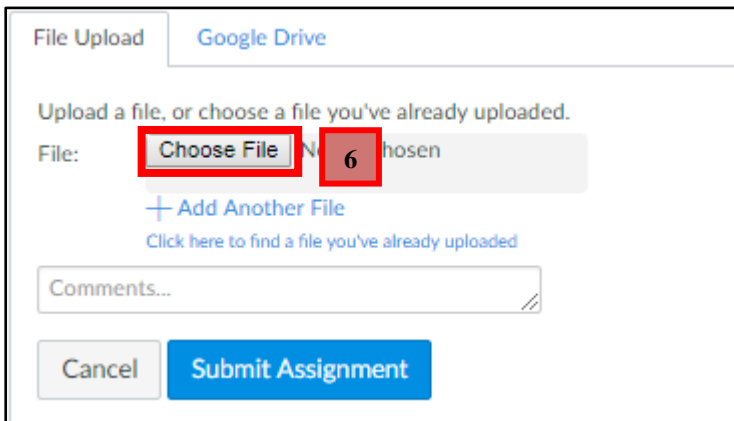 File Upload Google Drive
Upload a file, or choose a file you've already uploaded.
File: Choose File 6 hosen
+ Add Another File
Click here to find a file you've already uploaded
Comments...
Cancel Submit Assignment